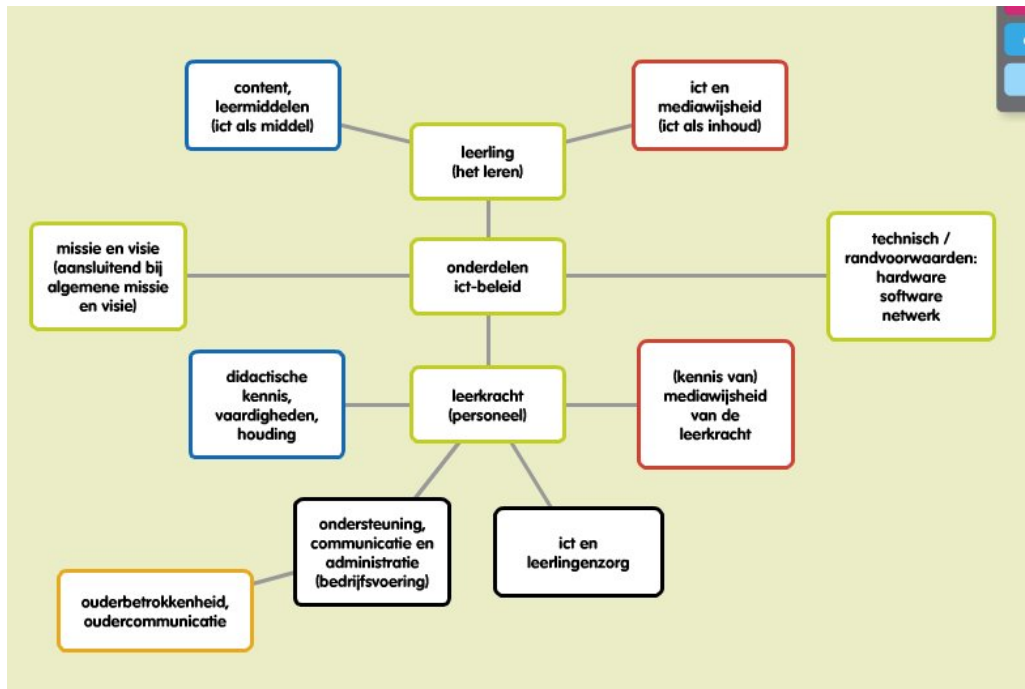 content,
leermiddelen
(ict als middel)
ict en
mediawijsheid
(ict als inhoud)
leerling
(het leren)
missie en visie
(aansluitend bij
algemene missie
en visie)
onderdelen
ict-beleid
technisch /
randvoorwaarden:
hardware
software
netwerk
didactische
kennis,
vaardigheden,
houding
leerkracht
(personeel)
(kennis van)
mediawijsheid
van de
leerkracht
ondersteuning,
communicatie en
administratie
(bedrijfsvoering)
ict en
leerlingenzorg
ouderbetrokkenheid,
oudercommunicatie